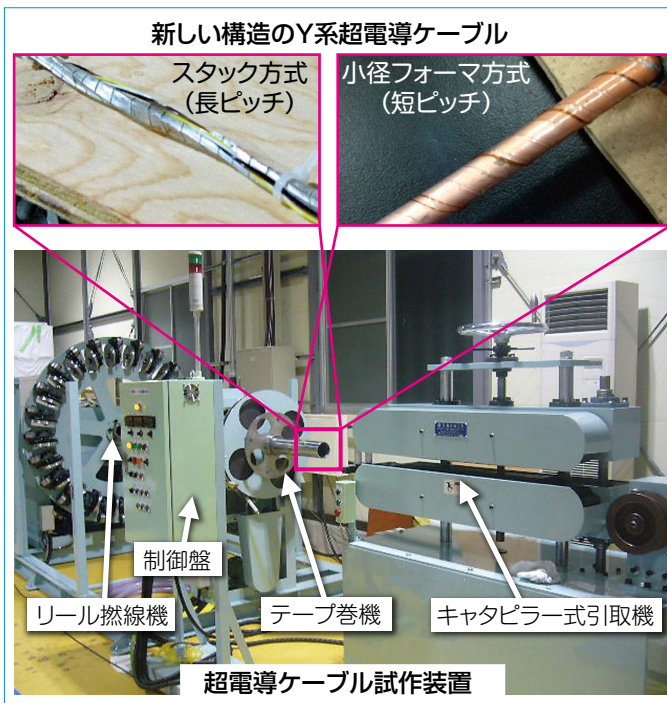 新しい構造のY系超電導ケーブル
スタック方式
（長ピッチ）
小径フォーマ方式
（短ピッチ）
制御盤
リール撚線機
テープ巻機
キャタピラー式引取機
超電導ケーブル試作装置